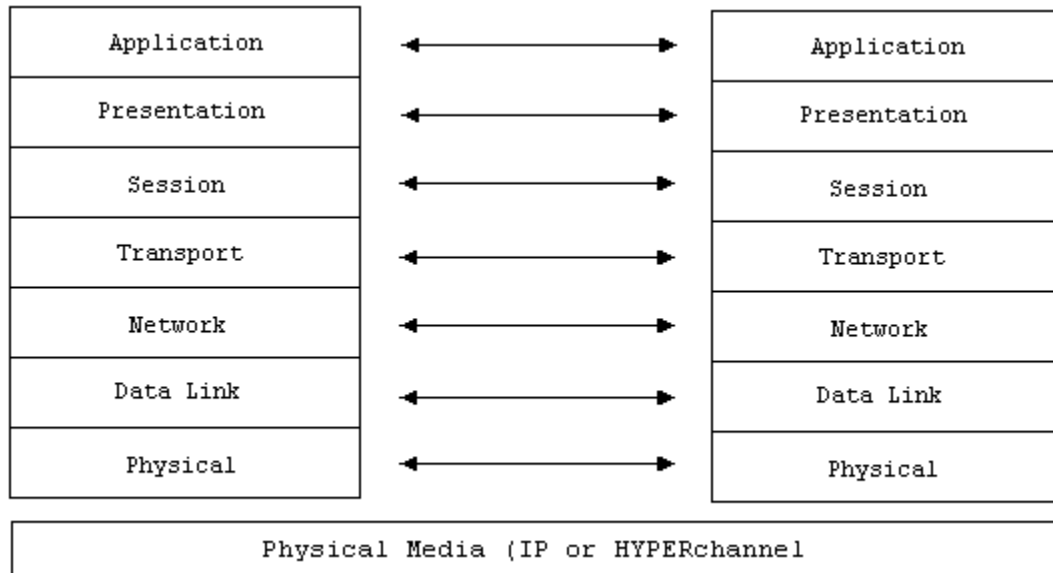 Application
Application
Presentation
Presentation
Session
Session
Transport
Transport
Network
Network
Data Link
Data Link
Physical
Physical
Physical Media (IP or HYPERchannel